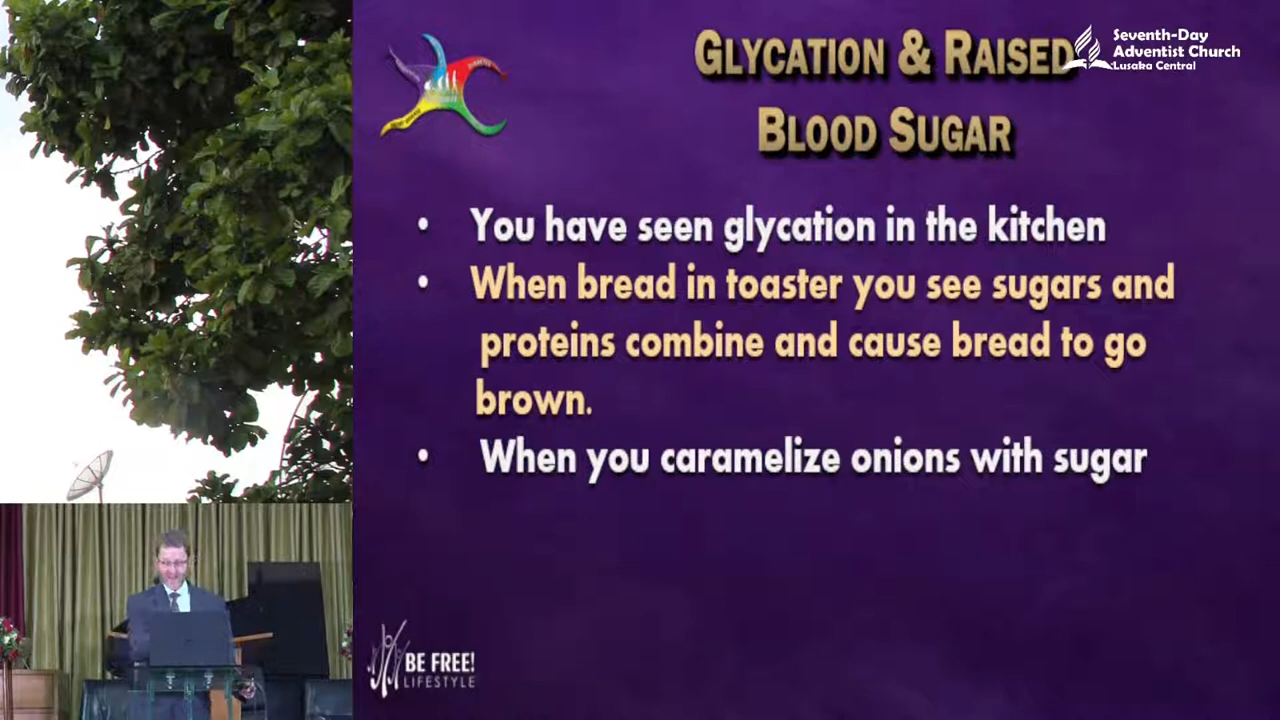 GLYCATION & RAISED
BLOOD SUGAR
Seventh-Day
Adventist Church
Lusaka Central
• You have seen glycation in the kitchen
• When bread in toaster you see sugars and
proteins combine and cause bread to go
brown.
• When you caramelize onions with sugar
BE FREE!
LIFESTYLE